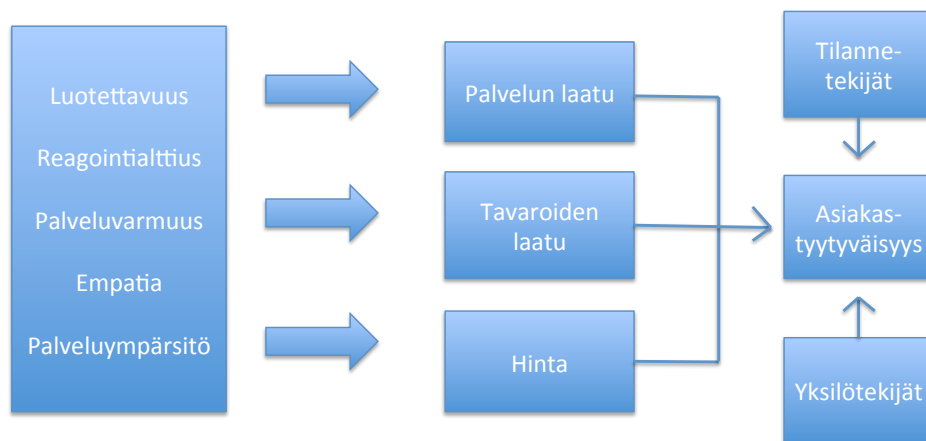 Luotettavuus
Reagointialttius
Palveluvarmuus
Empatia
Palveluympärsitö
Palvelun laatu
Tavaroiden
laatu
Hinta
Tilanne-
tekijät
Asiakas-
tyytyväisyys
Yksilötekijät